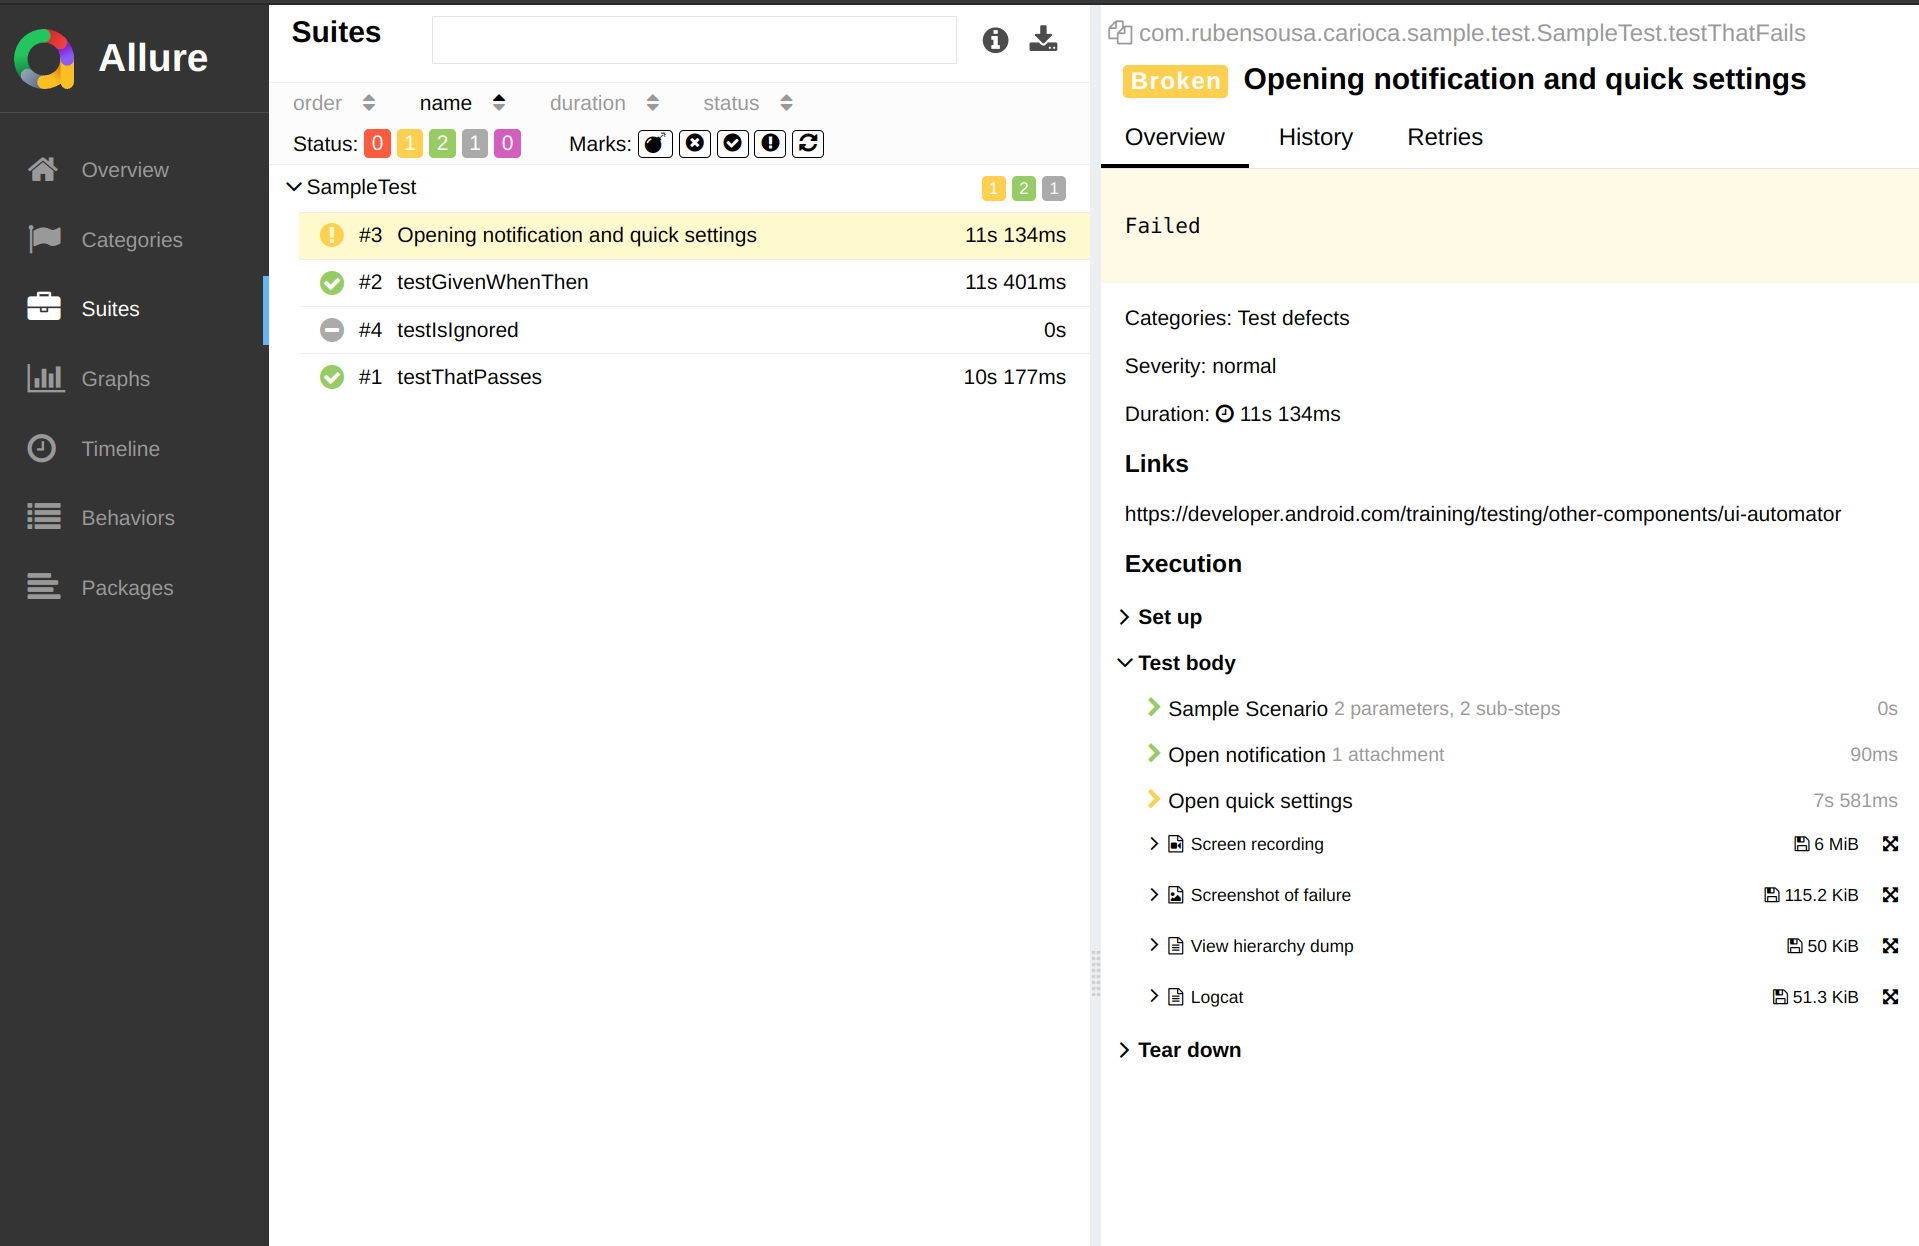 Allure
Overview
Categories
Suites
Graphs
Timeline
Behaviors
Packages
Suites
order name duration status
Status: 0 1 2 1 0 Marks:
SampleTest 1 2 1
#3 Opening notification and quick settings 11s 134ms
#2 testGivenWhenThen 11s 401ms
#4 testIsIgnored 0s
#1 testThatPasses 10s 177ms
com.rubensousa.carioca.sample.test.SampleTest.testThatFails
Broken Opening notification and quick settings
Overview History Retries
Failed
Categories: Test defects
Severity: normal
Duration: 11s 134ms
Links
https://developer.android.com/training/testing/other-components/ui-automator
Execution
Set up
Test body
Sample Scenario 2 parameters, 2 sub-steps 0s
Open notification 1 attachment 90ms
Open quick settings 7s 581ms
Screen recording 6 MiB
Screenshot of failure 115.2 KiB
View hierarchy dump 50 KiB
Logcat 51.3 KiB
Tear down